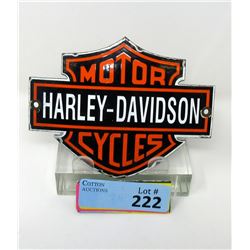 MOTOR
HARLEY-DAVIDSON
CYCLES
COTTON
AUCTIONS
Lot #
222